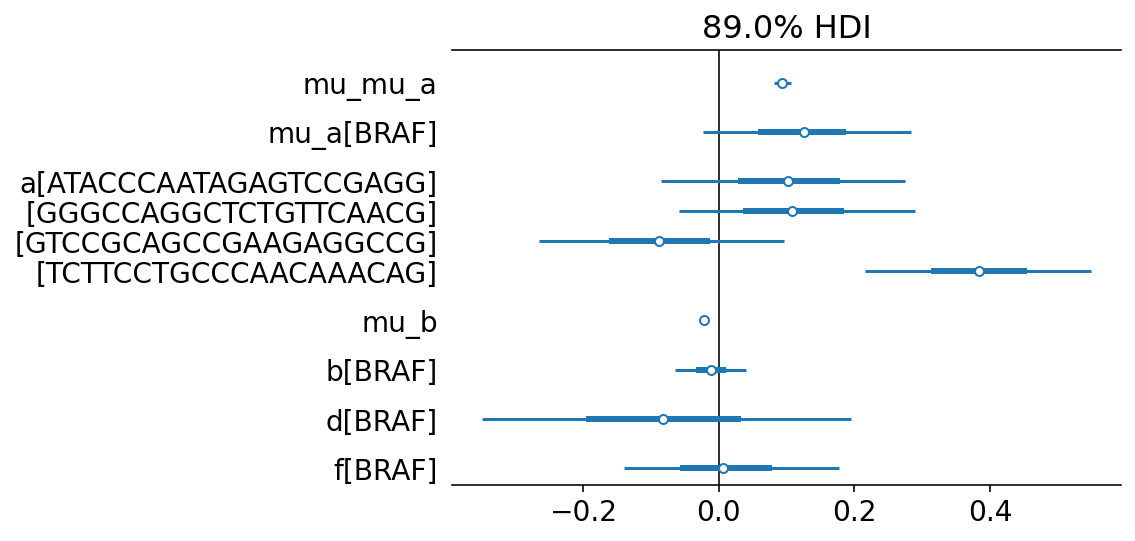 89.0% HDI
mu_mu_a
mu_a[BRAF]
a[ATACCCAATAGAGTCCGAGG]
[GGGCCAGGCTCTGTTCAACG]
[GTCCGCAGCCGAAGAGGCCG]
[TCTTCCTGCCCAACAAACAG]
mu_b
b[BRAF]
d[BRAF]
f[BRAF]
−0.2 0.0 0.2 0.4